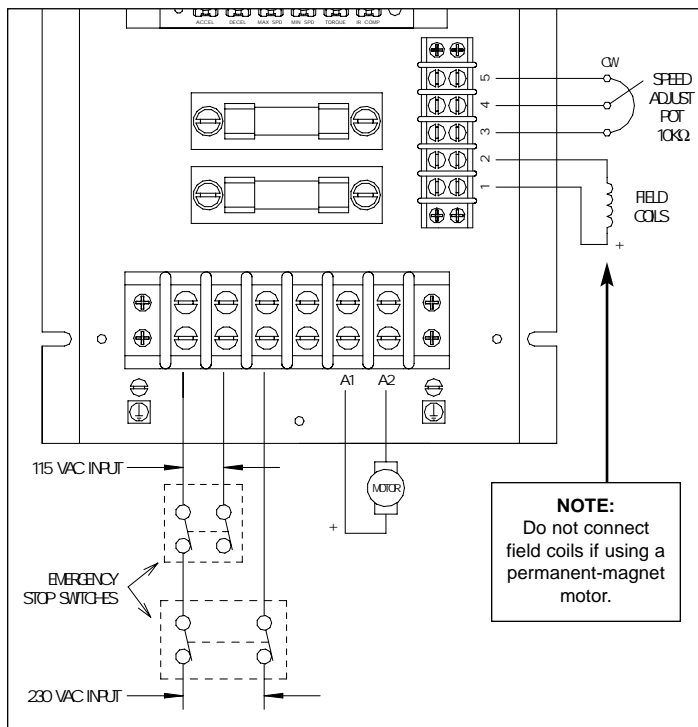 ACCEL DECEL MAX SPD MIN SPD TORQUE IR COMP
5
4
3
2
1
CW
SPEED
ADJUST
POT
10KΩ
FIELD
COILS
+
A1 A2
115 VAC INPUT
MOTOR
+
EMERGENCY
STOP SWITCHES
230 VAC INPUT
NOTE:
Do not connect
field coils if using a
permanent-magnet
motor.